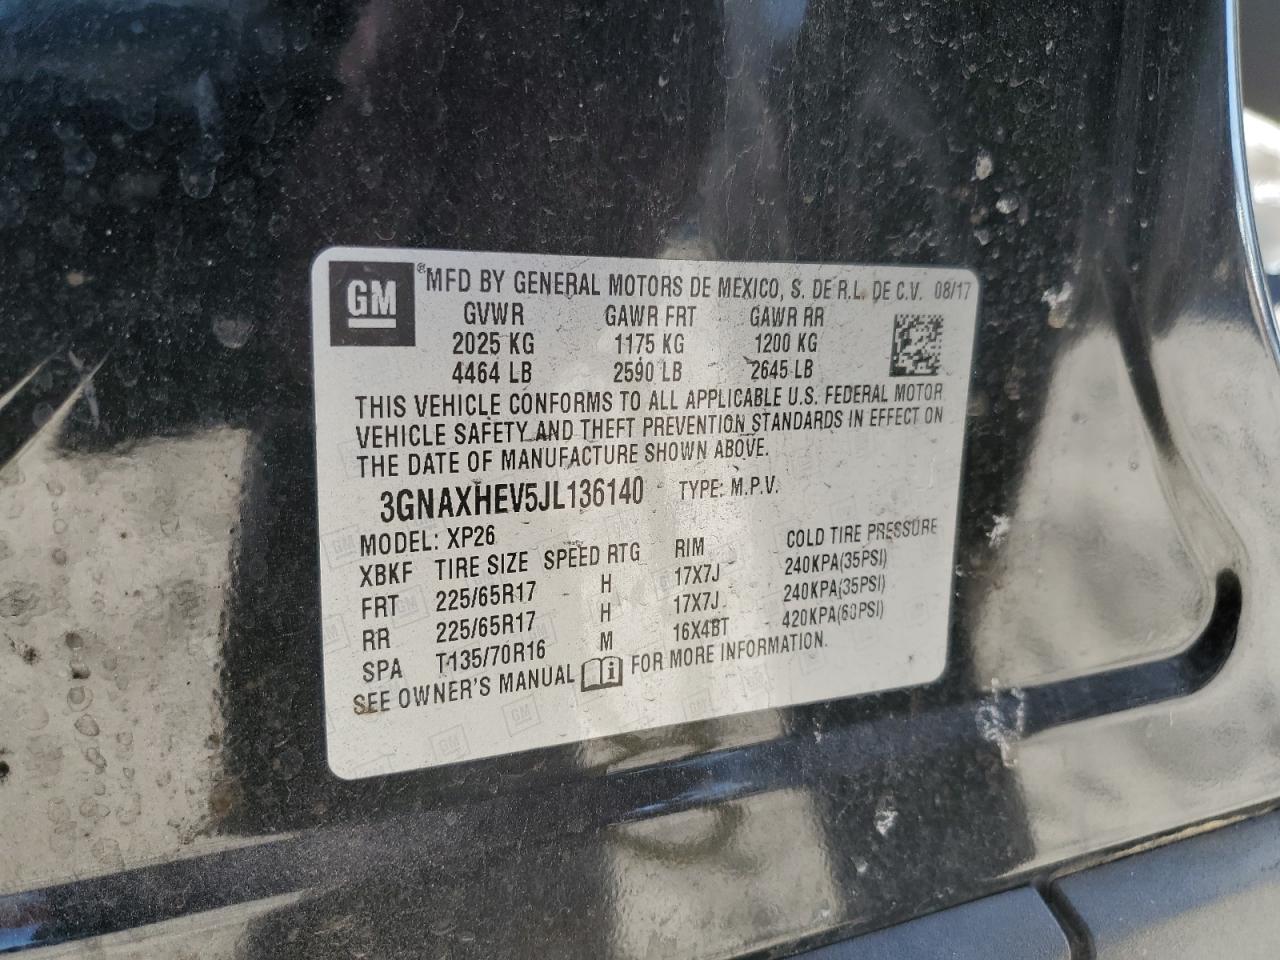 GM ® MFD BY GENERAL MOTORS DE MEXICO, S. DE R.L. DE C.V. 08/17
GVWR GAWR FRT GAWR RR
2025 KG 1175 KG 1200 KG
4464 LB 2590 LB 2645 LB
THIS VEHICLE CONFORMS TO ALL APPLICABLE U.S. FEDERAL MOTOR
VEHICLE SAFETY AND THEFT PREVENTION STANDARDS IN EFFECT ON
THE DATE OF MANUFACTURE SHOWN ABOVE.
3GNAXHEV5JL136140 TYPE: M.P.V.
MODEL: XP26
XBKF TIRE SIZE SPEED RTG RIM COLD TIRE PRESSURE
FRT 225/65R17 H 17X7J 240KPA(35PSI)
RR 225/65R17 H 17X7J 240KPA(35PSI)
SPA T135/70R16 M 16X4BT 420KPA(60PSI)
SEE OWNER'S MANUAL i FOR MORE INFORMATION.